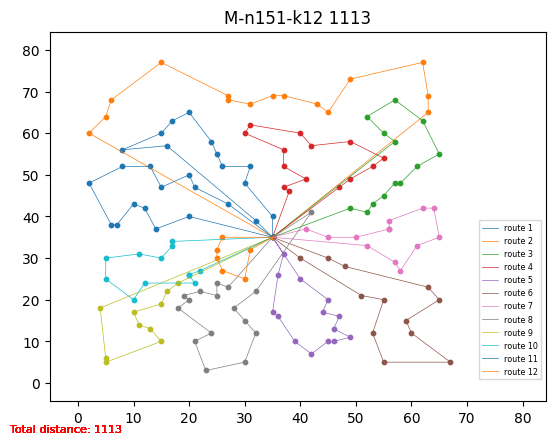 M-n151-k12 1113
80
70
60
50
40
30
20
10
0
0 10 20 30 40 50 60 70 80
route 1
route 2
route 3
route 4
route 5
route 6
route 7
route 8
route 9
route 10
route 11
route 12
Total distance: 1113